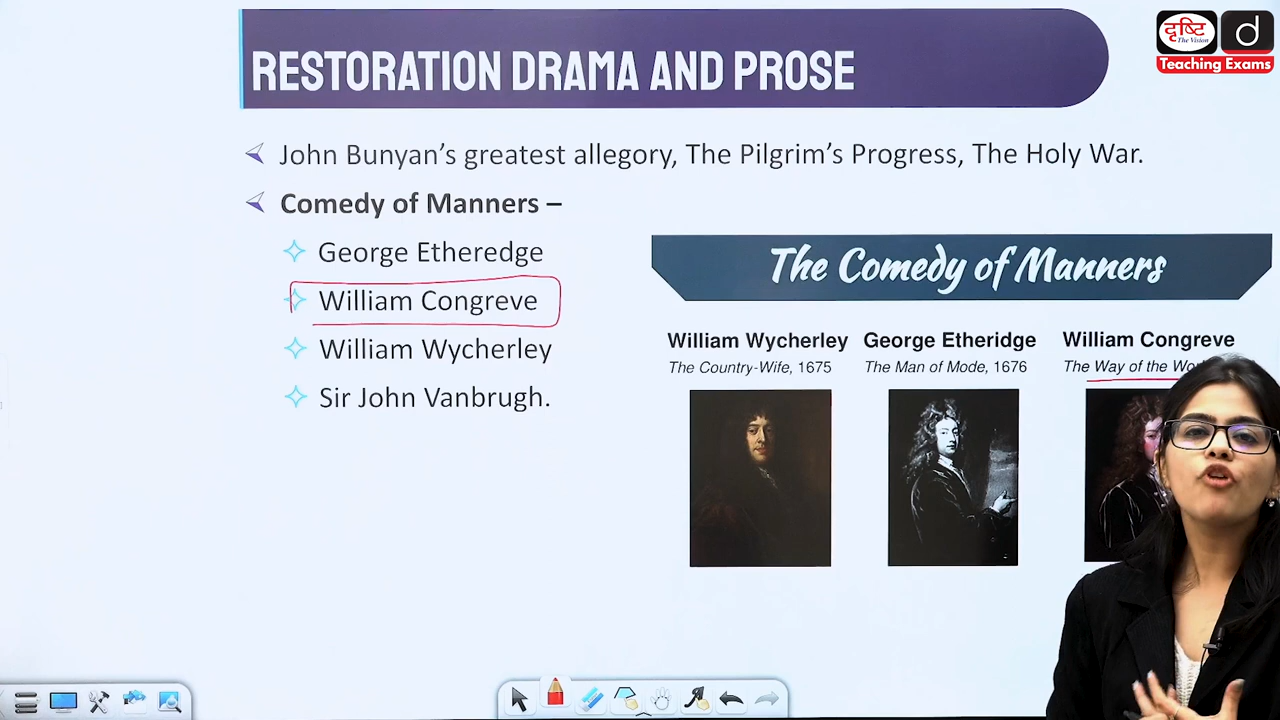 RESTORATION DRAMA AND PROSE
दृष्टि
The Vision
d
Teaching Exams
John Bunyan's greatest allegory, The Pilgrim's Progress, The Holy War.
Comedy of Manners –
George Etheredge
William Congreve
William Wycherley
Sir John Vanbrugh.
The Comedy of Manners
William Wycherley
The Country-Wife, 1675
George Etheridge
The Man of Mode, 1676
William Congreve
The Way of the